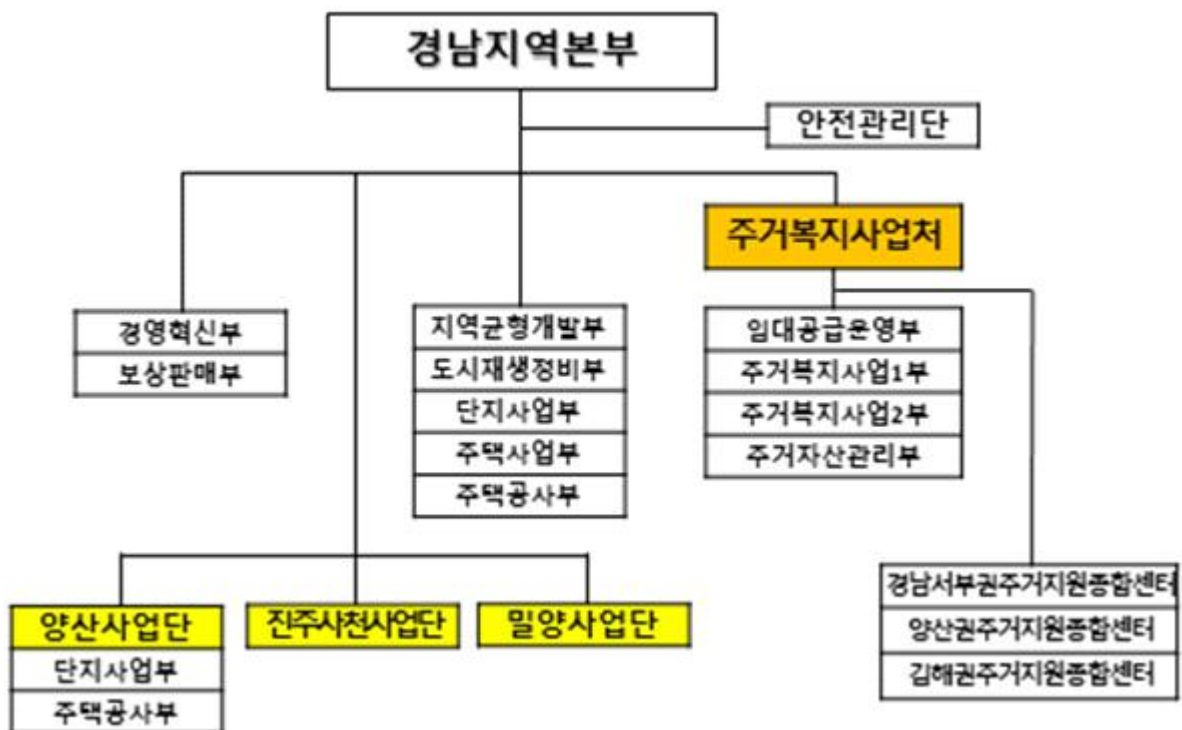 경남지역본부
안전관리단
주거복지사업처
경영혁신부
보상판매부
지역균형개발부
도시재생정비부
단지사업부
주택사업부
주택공사부
임대공급운영부
주거복지사업1부
주거복지사업2부
주거자산관리부
양산사업단
단지사업부
주택공사부
진주사천사업단
밀양사업단
경남서부권주거지원종합센터
양산권주거지원종합센터
김해권주거지원종합센터